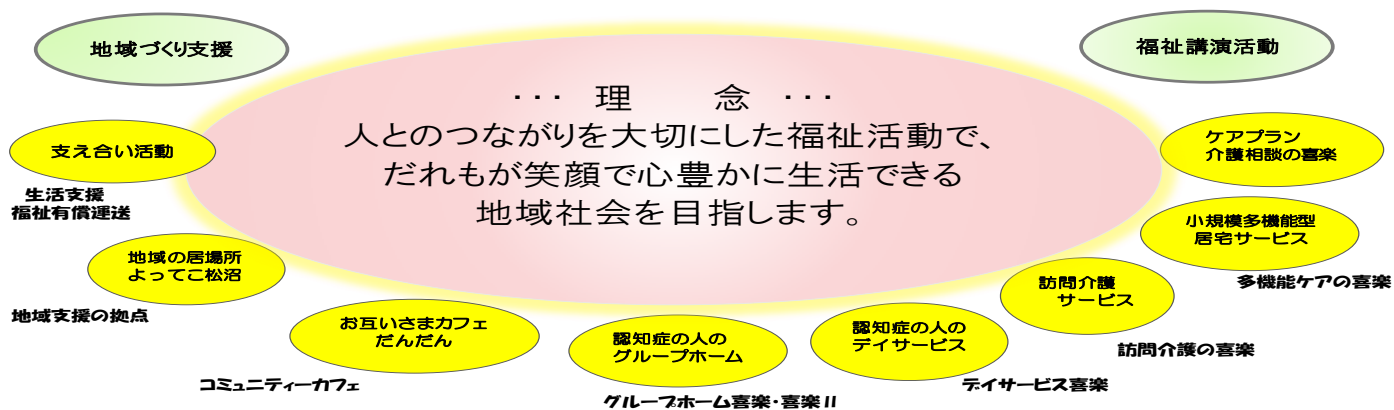 地域づくり支援
福祉講演活動
・・・ 理　　念 ・・・
人とのつながりを大切にした福祉活動で、
だれもが笑顔で心豊かに生活できる
地域社会を目指します。
支え合い活動
生活支援
福祉有償運送
地域の居場所
よってこ松沼
地域支援の拠点
お互いさまカフェ
だんだん
コミュニティーカフェ
認知症の人の
グループホーム
グループホーム喜楽・喜楽Ⅱ
認知症の人の
デイサービス
デイサービス喜楽
訪問介護
サービス
訪問介護の喜楽
小規模多機能型
居宅サービス
多機能ケアの喜楽
ケアプラン
介護相談の喜楽